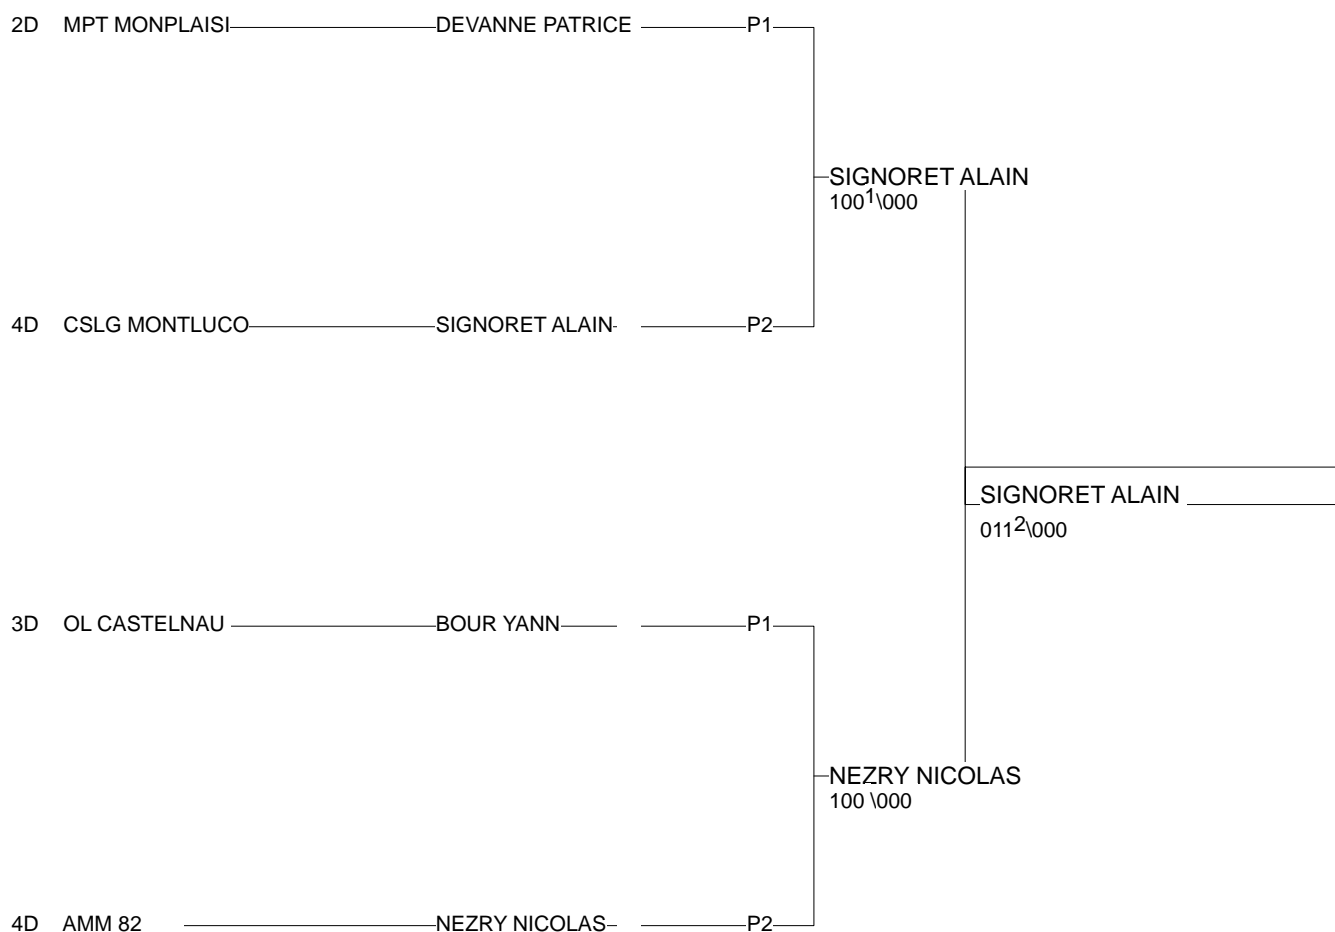 2D MPT MONPLAISI DEVANNE PATRICE P1
SIGNORET ALAIN
100¹\000
4D CSLG MONTLUCO SIGNORET ALAIN P2
SIGNORET ALAIN
011²\000
3D OL CASTELNAU BOUR YANN P1
NEZRY NICOLAS
100 \000
4D AMM 82 NEZRY NICOLAS P2